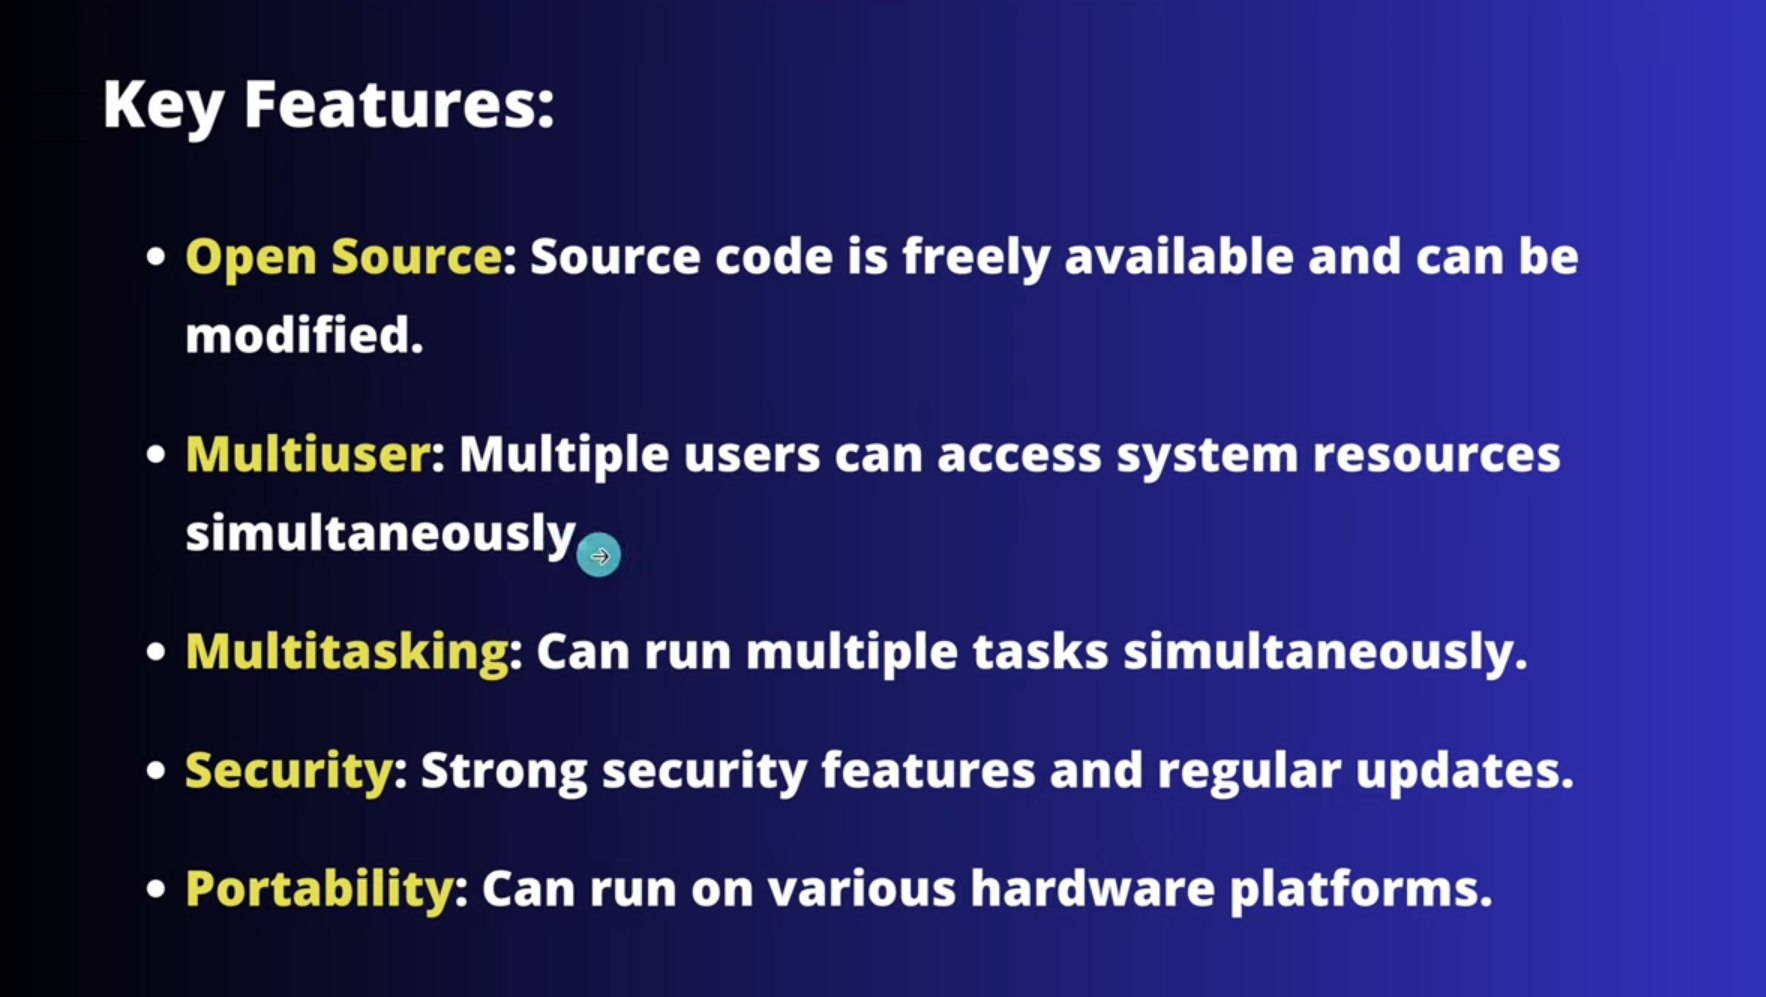 Key Features:
• Open Source: Source code is freely available and can be
modified.
• Multiuser: Multiple users can access system resources
simultaneously
• Multitasking: Can run multiple tasks simultaneously.
• Security: Strong security features and regular updates.
• Portability: Can run on various hardware platforms.